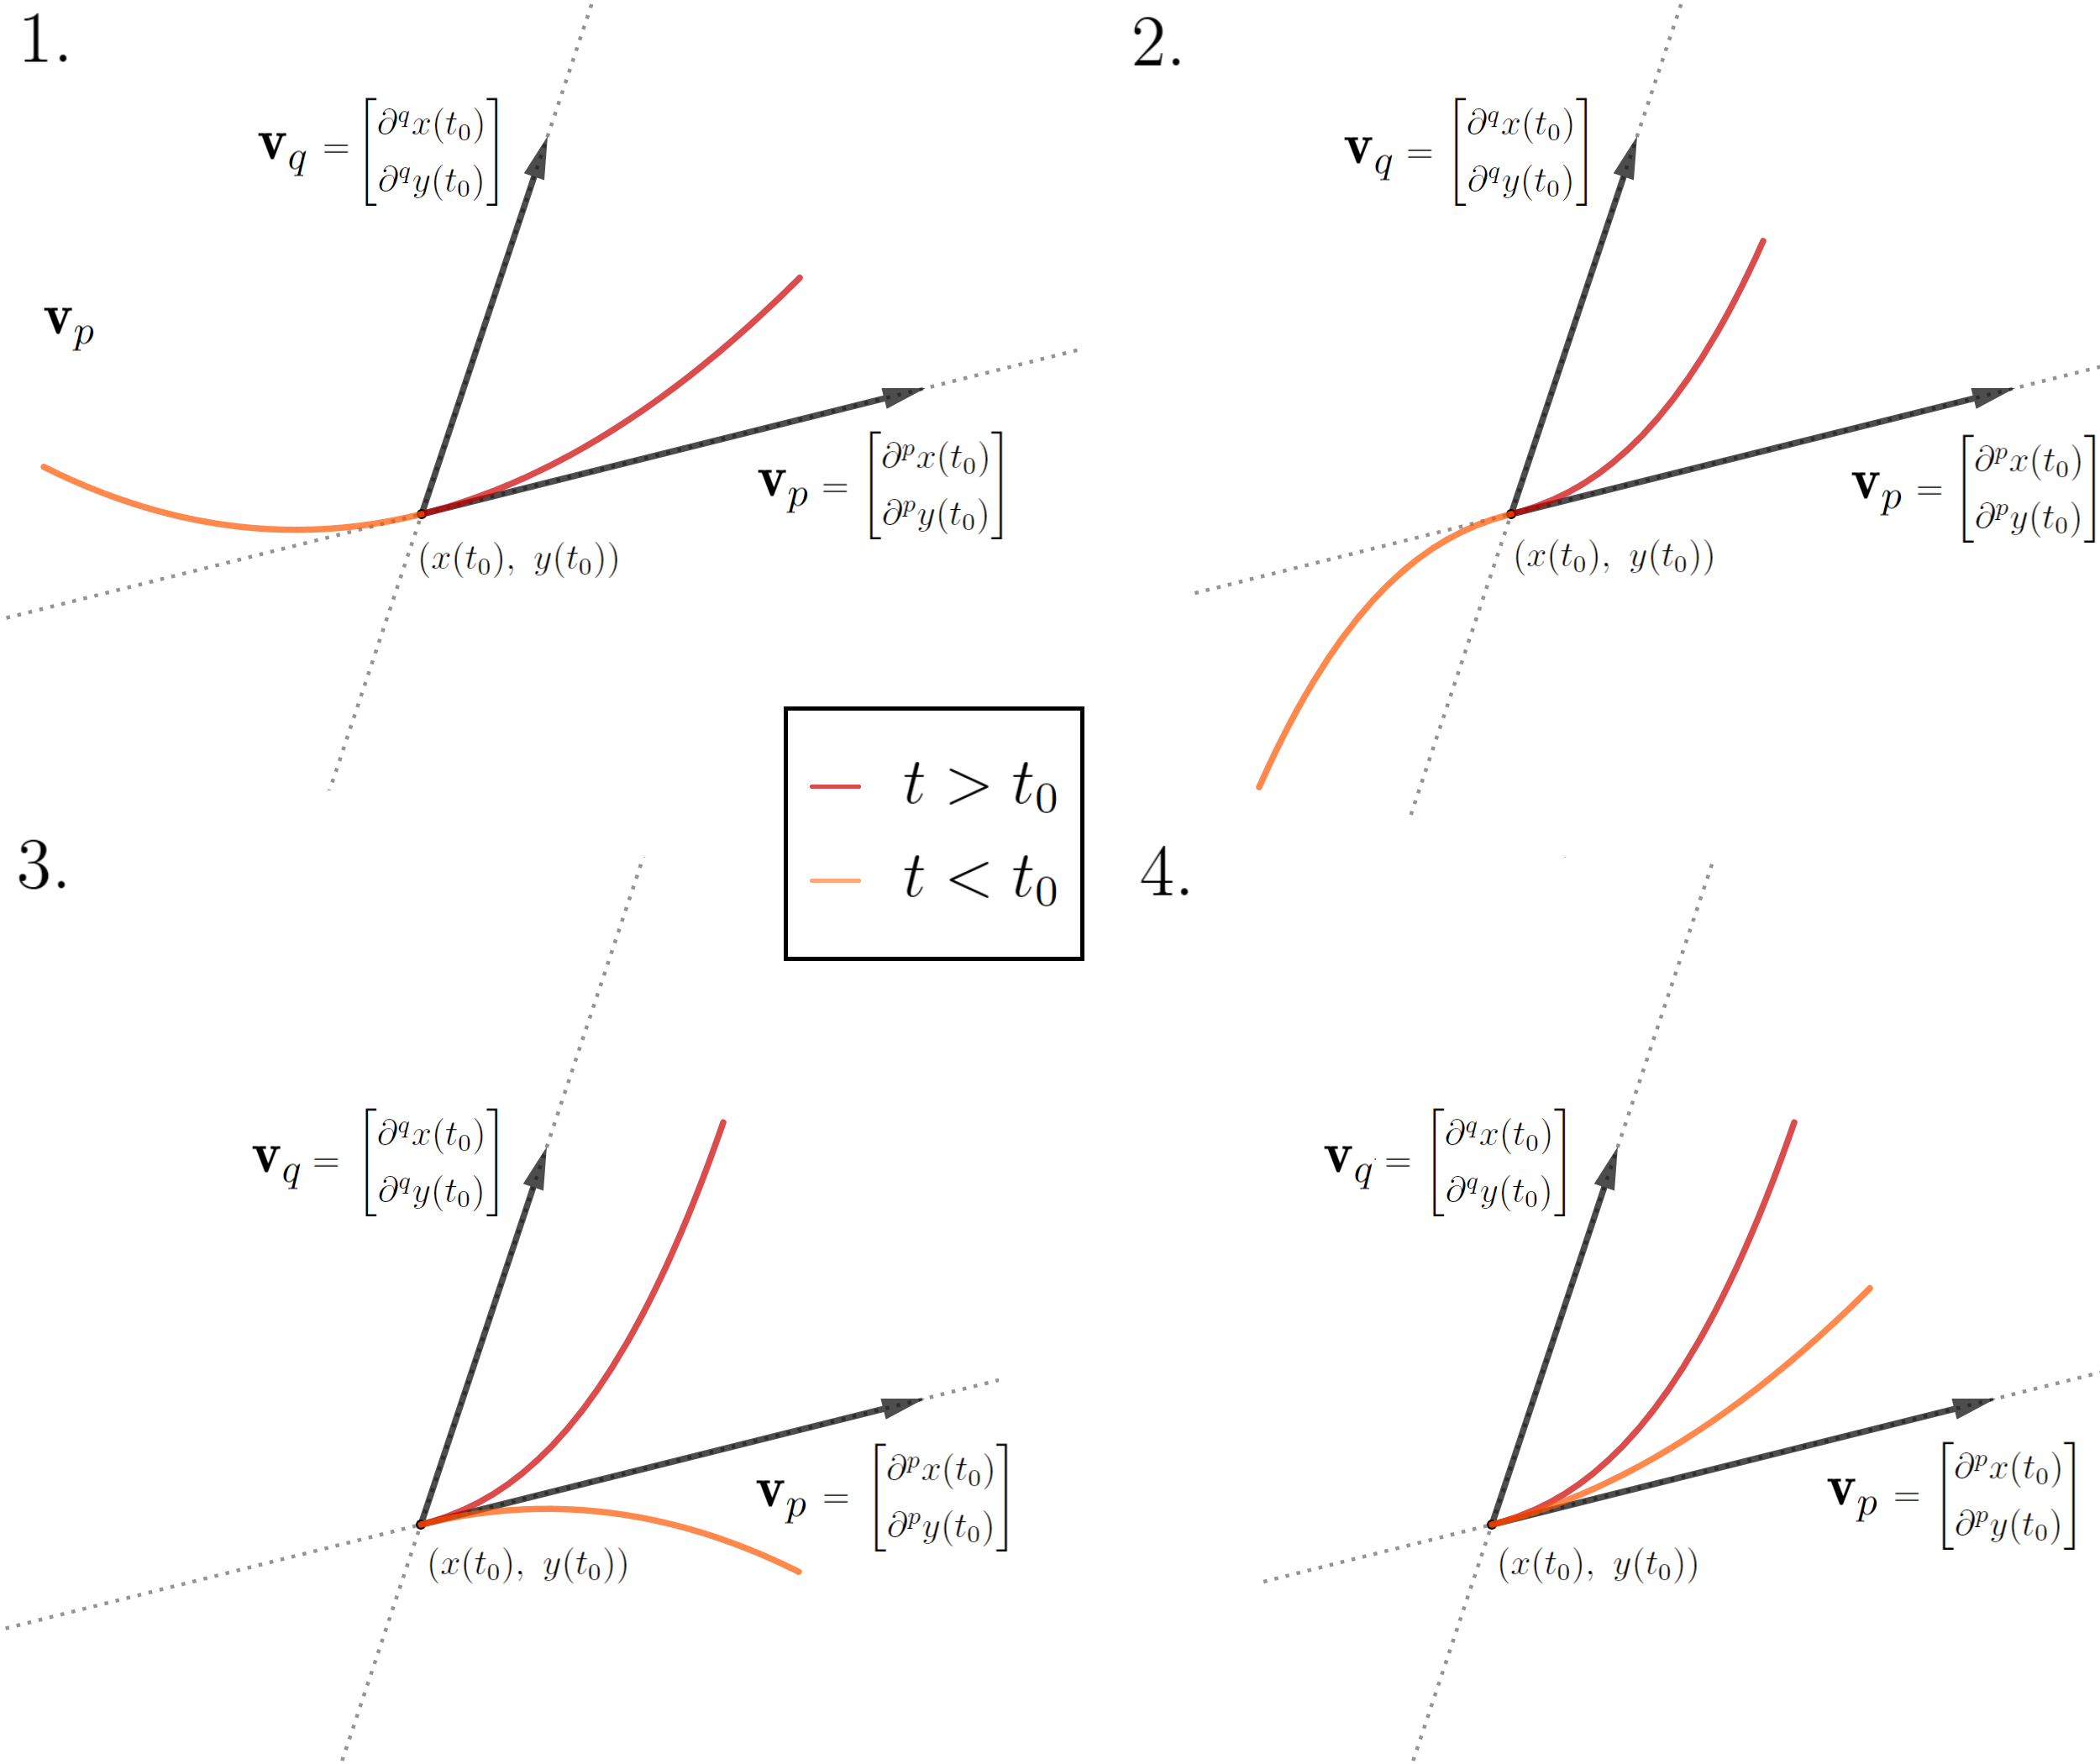 1.
v_q = [∂^q x(t_0)
∂^q y(t_0)]
v_p
v_p = [∂^p x(t_0)
∂^p y(t_0)]
(x(t_0), y(t_0))
2.
v_q = [∂^q x(t_0)
∂^q y(t_0)]
v_p = [∂^p x(t_0)
∂^p y(t_0)]
(x(t_0), y(t_0))
t > t_0
t < t_0
3.
v_q = [∂^q x(t_0)
∂^q y(t_0)]
v_p = [∂^p x(t_0)
∂^p y(t_0)]
(x(t_0), y(t_0))
4.
v_q = [∂^q x(t_0)
∂^q y(t_0)]
v_p = [∂^p x(t_0)
∂^p y(t_0)]
(x(t_0), y(t_0))